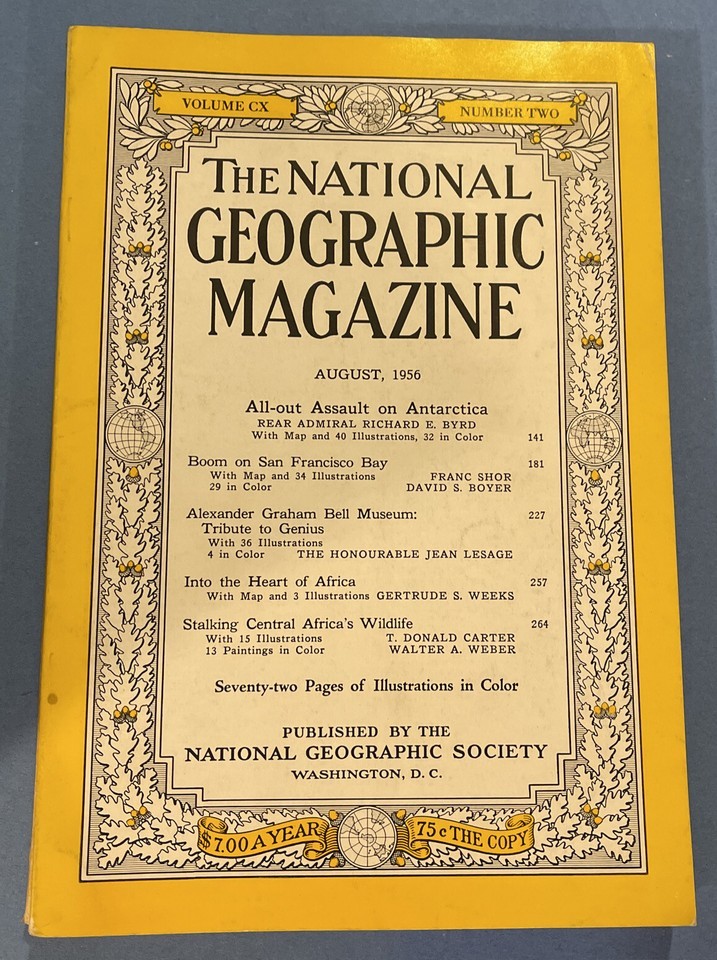 VOLUME CX
NUMBER TWO
THE NATIONAL
GEOGRAPHIC
MAGAZINE
AUGUST, 1956
All-out Assault on Antarctica
REAR ADMIRAL RICHARD E. BYRD
With Map and 40 Illustrations, 32 in Color 141
Boom on San Francisco Bay 181
With Map and 34 Illustrations FRANC SHOR
29 in Color DAVID S. BOYER
Alexander Graham Bell Museum: 227
Tribute to Genius
With 36 Illustrations
4 in Color THE HONOURABLE JEAN LESAGE
Into the Heart of Africa 257
With Map and 3 Illustrations GERTRUDE S. WEEKS
Stalking Central Africa's Wildlife 264
With 15 Illustrations T. DONALD CARTER
13 Paintings in Color WALTER A. WEBER
Seventy-two Pages of Illustrations in Color
PUBLISHED BY THE
NATIONAL GEOGRAPHIC SOCIETY
WASHINGTON, D. C.
$7.00 A YEAR
75c THE COPY